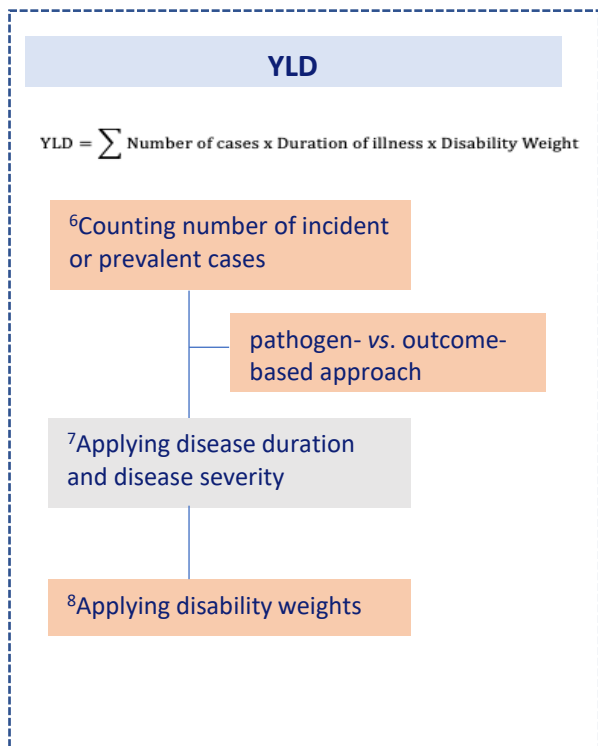 YLD
YLD = ∑ Number of cases x Duration of illness x Disability Weight
⁶Counting number of incident
or prevalent cases
pathogen- vs. outcome-
based approach
⁷Applying disease duration
and disease severity
⁸Applying disability weights